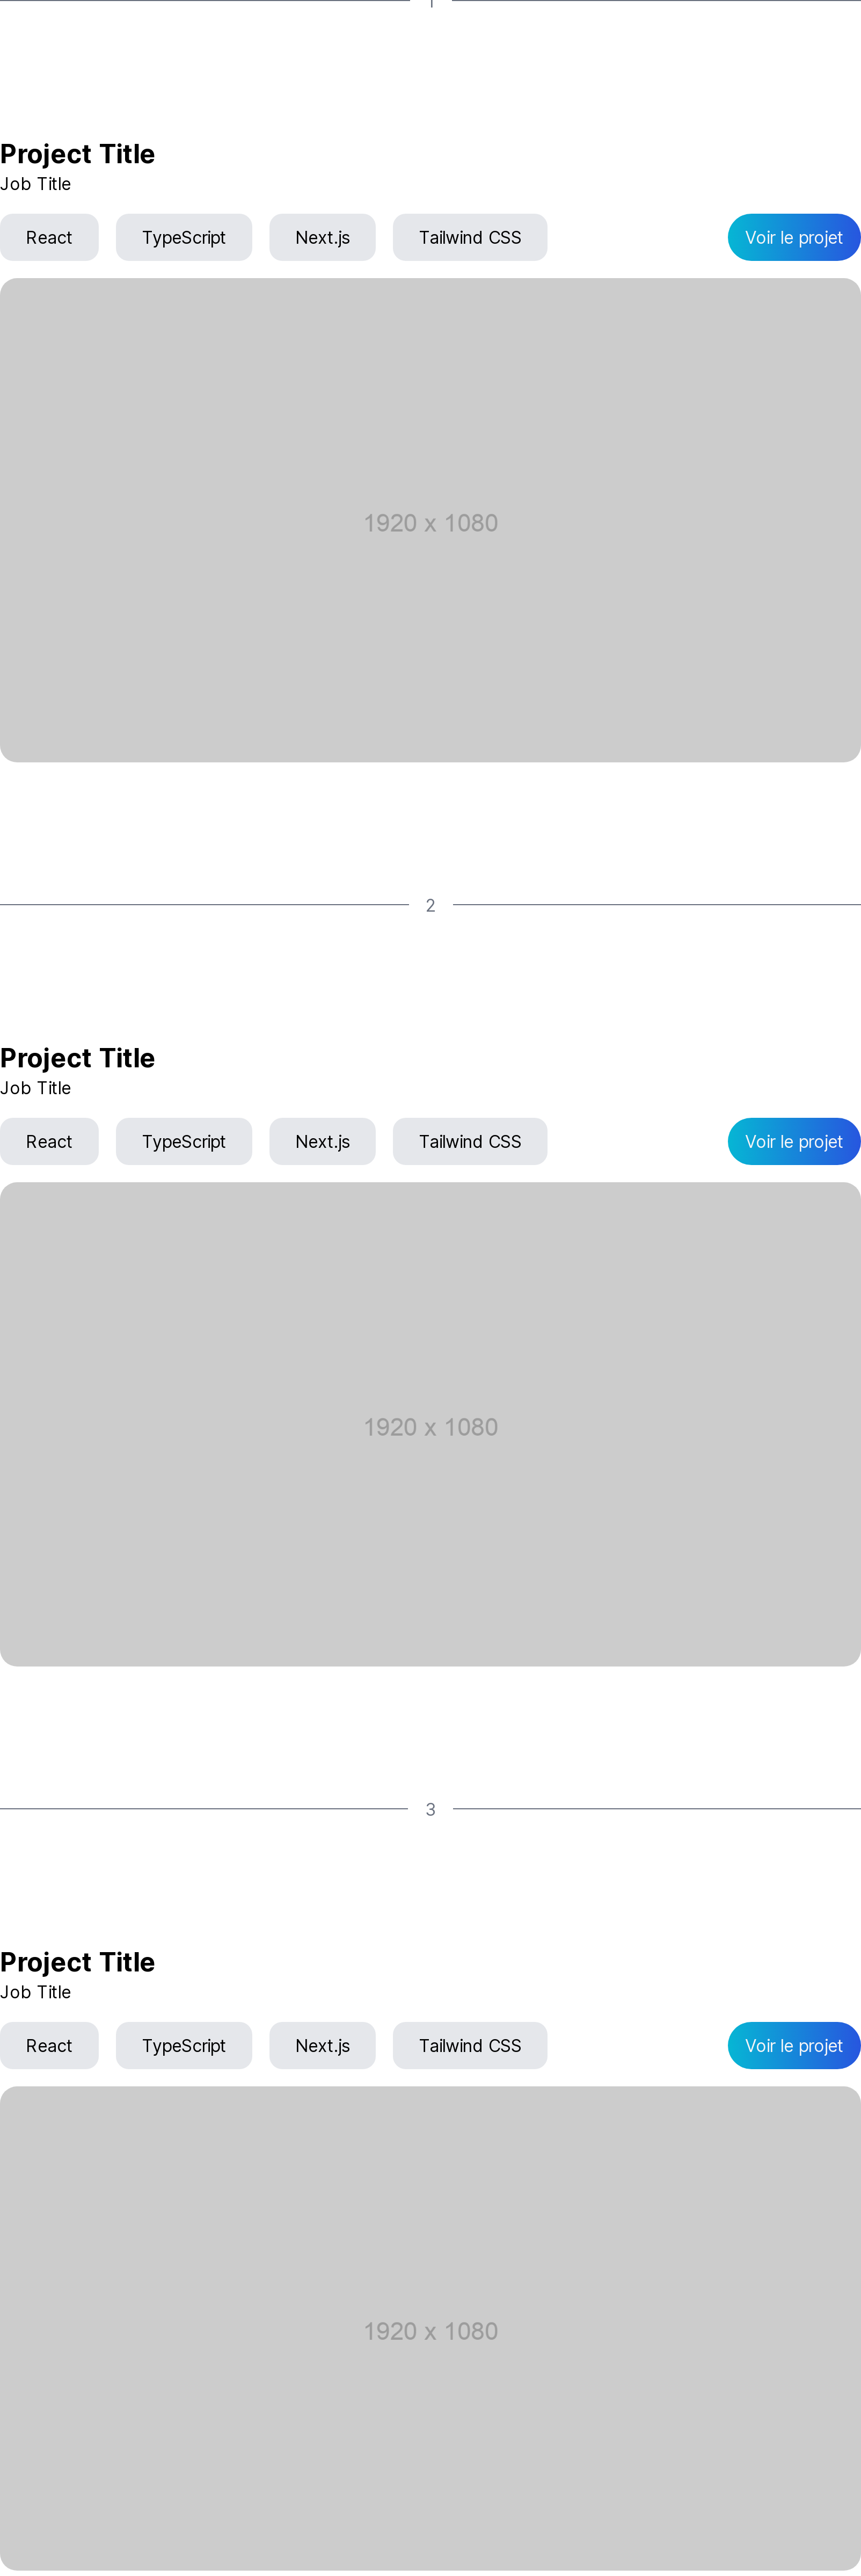 1
Project Title
Job Title
React TypeScript Next.js Tailwind CSS Voir le projet
1920 x 1080
2
Project Title
Job Title
React TypeScript Next.js Tailwind CSS Voir le projet
1920 x 1080
3
Project Title
Job Title
React TypeScript Next.js Tailwind CSS Voir le projet
1920 x 1080